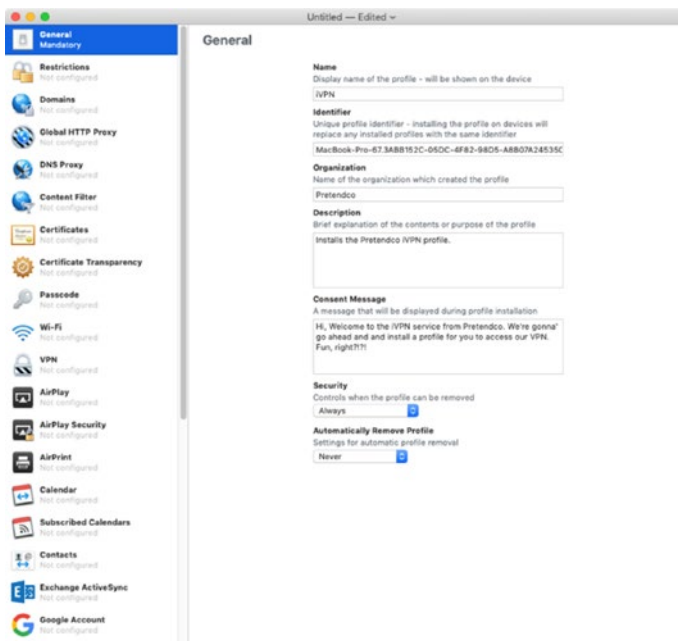 Untitled — Edited
General
Mandatory
Restrictions
Not configured
Domains
Not configured
Global HTTP Proxy
Not configured
DNS Proxy
Not configured
Content Filter
Not configured
Certificates
Not configured
Certificate Transparency
Not configured
Passcode
Not configured
Wi-Fi
Not configured
VPN
Not configured
AirPlay
Not configured
AirPlay Security
Not configured
AirPrint
Not configured
Calendar
Not configured
Subscribed Calendars
Not configured
Contacts
Not configured
Exchange ActiveSync
Not configured
Google Account
Not configured
General
Name
Display name of the profile - will be shown on the device
iVPN
Identifier
Unique profile identifier - installing the profile on devices will
replace any installed profiles with the same identifier
MacBook-Pro-67.3ABB152C-05DC-4F82-98D5-A8B07A24535C
Organization
Name of the organization which created the profile
Pretendco
Description
Brief explanation of the contents or purpose of the profile
Installs the Pretendco iVPN profile.
Consent Message
A message that will be displayed during profile installation
Hi, Welcome to the iVPN service from Pretendco. We're gonna'
go ahead and and install a profile for you to access our VPN.
Fun, right?!?!
Security
Controls when the profile can be removed
Always
Automatically Remove Profile
Settings for automatic profile removal
Never